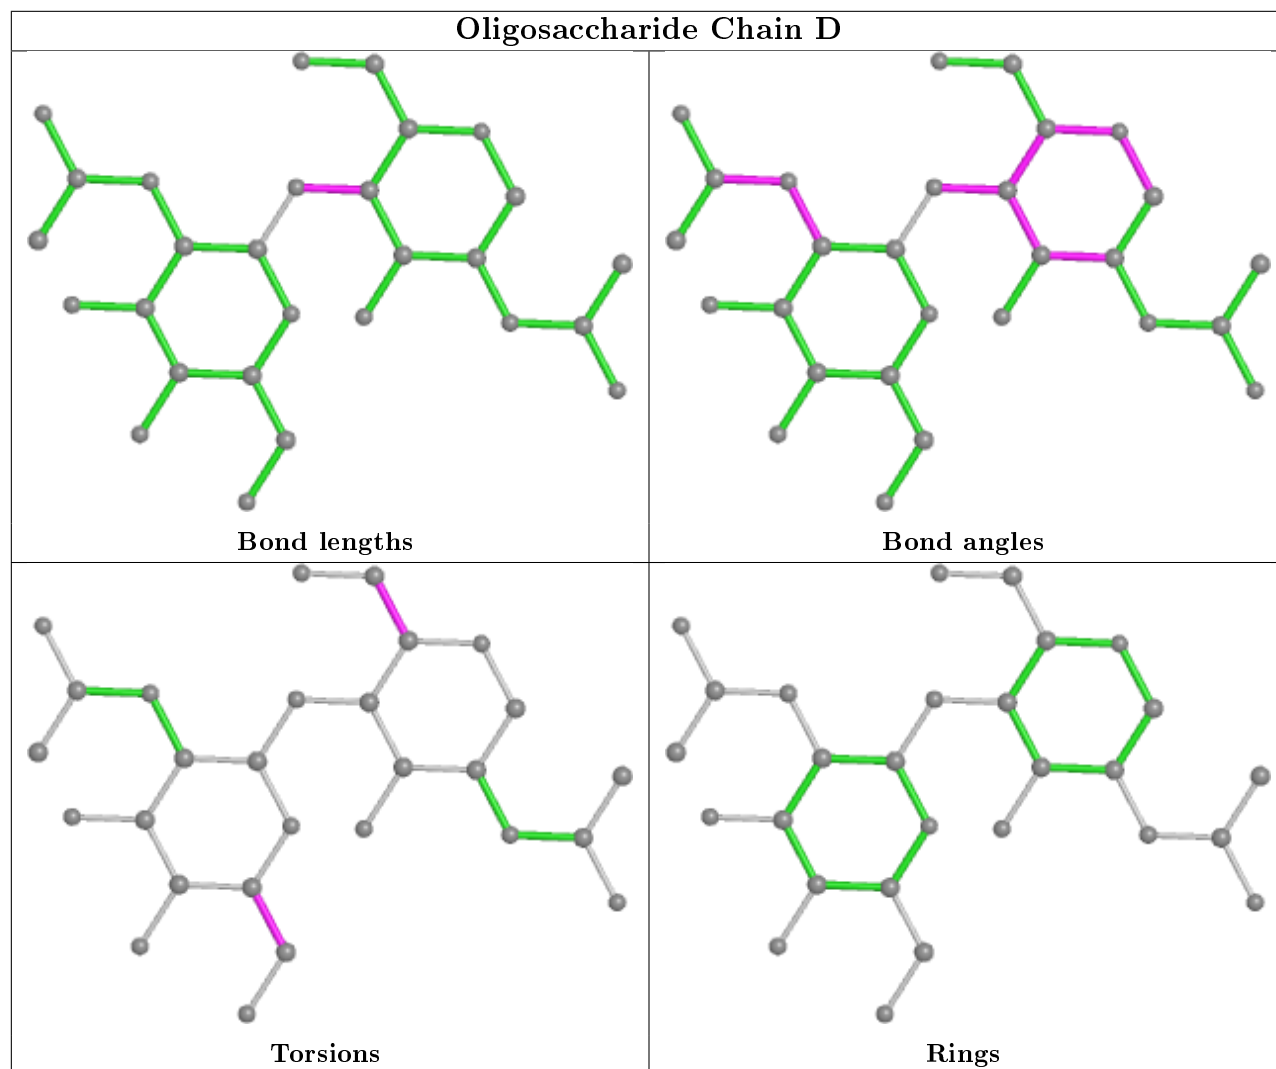 Oligosaccharide Chain D
Bond lengths
Bond angles
Torsions
Rings